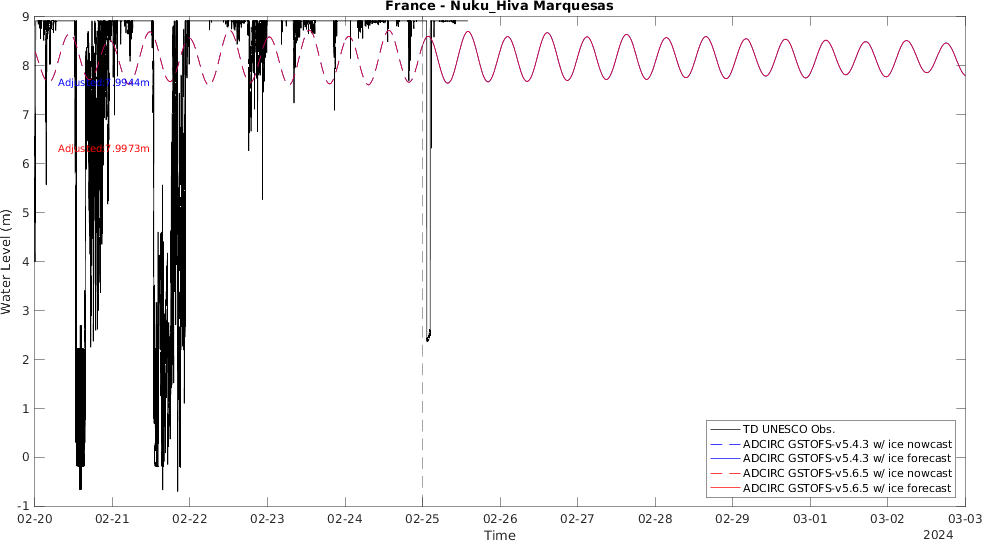 France - Nuku_Hiva Marquesas
9
8
7
6
5
4
3
2
1
0
-1
Water Level (m)
Adjusted 7.9944m
Adjusted 7.9973m
TD UNESCO Obs.
ADCIRC GSTOFS-v5.4.3 w/ ice nowcast
ADCIRC GSTOFS-v5.4.3 w/ ice forecast
ADCIRC GSTOFS-v5.6.5 w/ ice nowcast
ADCIRC GSTOFS-v5.6.5 w/ ice forecast
02-20 02-21 02-22 02-23 02-24 02-25 02-26 02-27 02-28 02-29 03-01 03-02 03-03
Time
2024